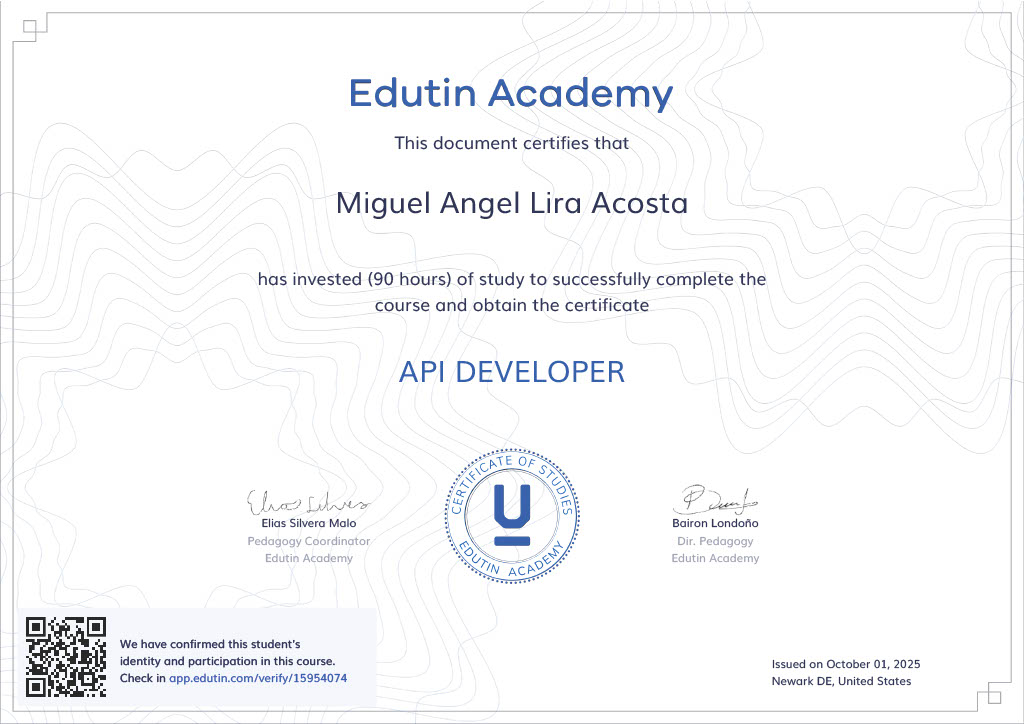 Edutin Academy
This document certifies that
Miguel Angel Lira Acosta
has invested (90 hours) of study to successfully complete the
course and obtain the certificate
API DEVELOPER
CERTIFICATE OF STUDIES
EDUTIN ACADEMY
Elias Silvera Malo
Pedagogy Coordinator
Edutin Academy
Bairon Londoño
Dir. Pedagogy
Edutin Academy
We have confirmed this student's
identity and participation in this course.
Check in app.edutin.com/verify/15954074
Issued on October 01, 2025
Newark DE, United States